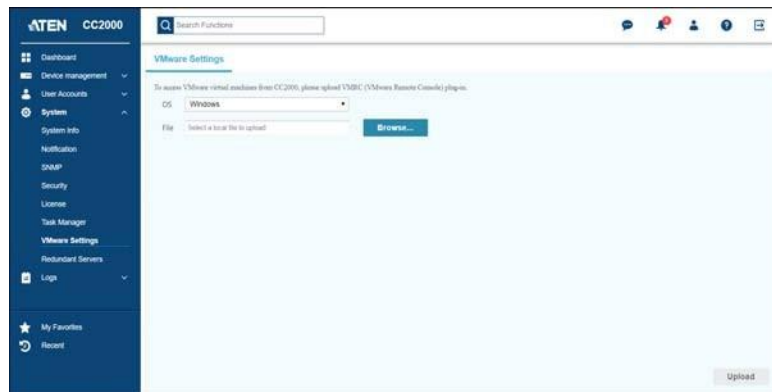 ATEN CC2000
Search Functions
Dashboard
Device management
User Accounts
System
System Info
Notification
SNMP
Security
License
Task Manager
VMware Settings
Redundant Servers
Logs
My Favorites
Recent
VMware Settings
To access VMware virtual machines from CC2000, please upload VMRC (VMware Remote Console) plug-in.
OS Windows
File Select a local file to upload Browse...
Upload